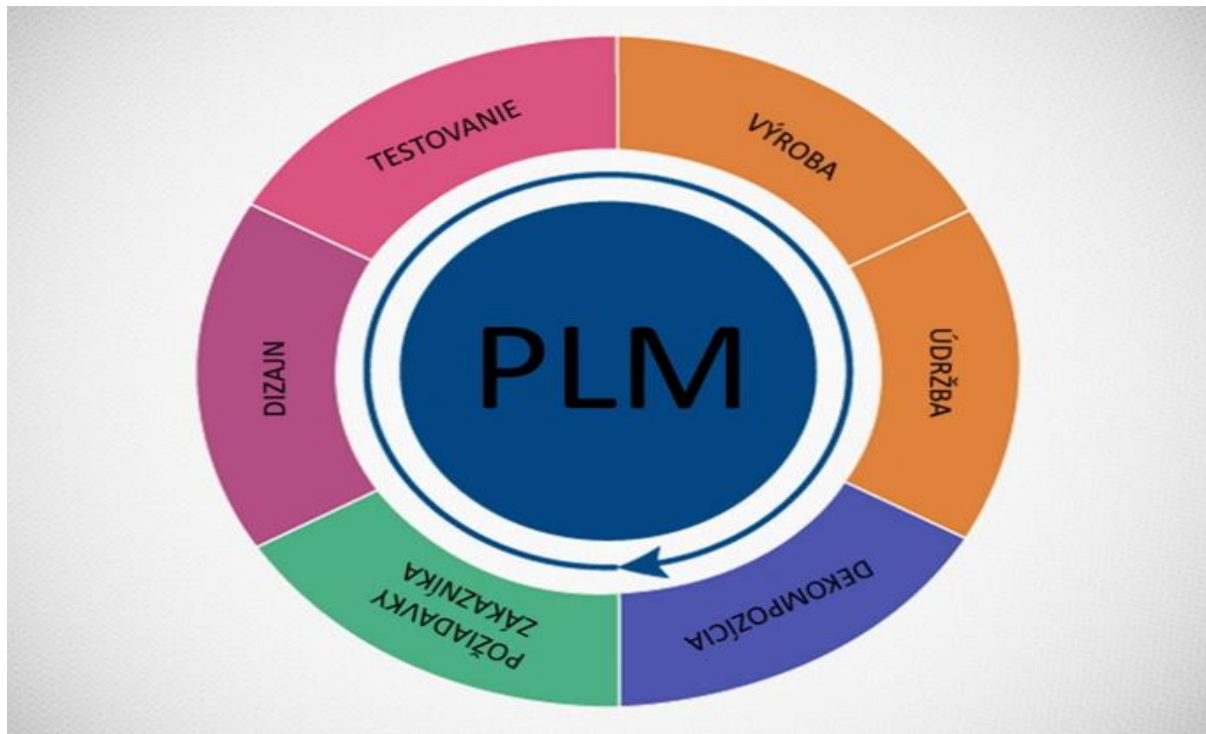 TESTOVANIE
VÝROBA
DIZAJN
PLM
ÚDRŽBA
POŽIADAVKY
ZÁKAZNÍKA
DEKOMPOZÍCIA